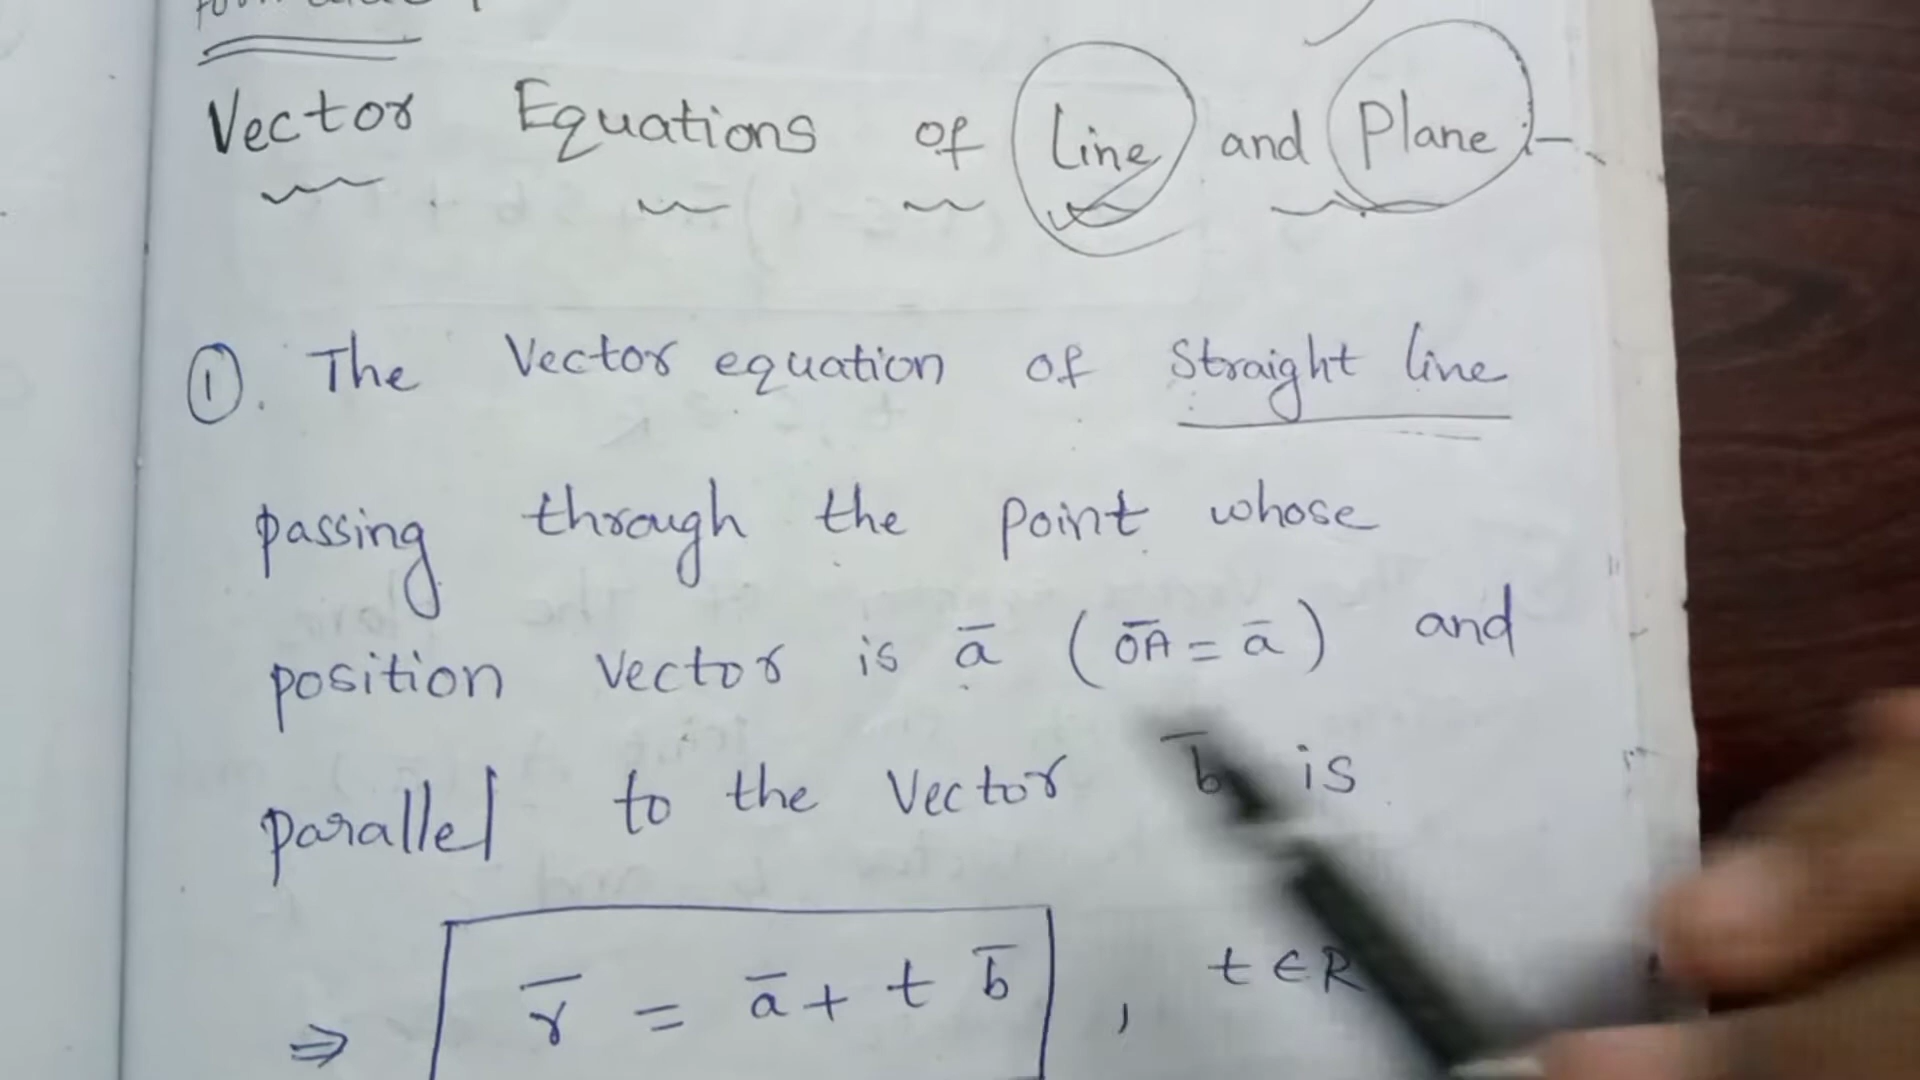 Vector Equations of Line and Plane :-
①. The Vector equation of Straight line
passing through the point whose
position vector is a̅ (O̅A̅ = a̅) and
parallel to the vector b̅ is
⇒ r̅ = a̅ + t b̅ , t ∈ R